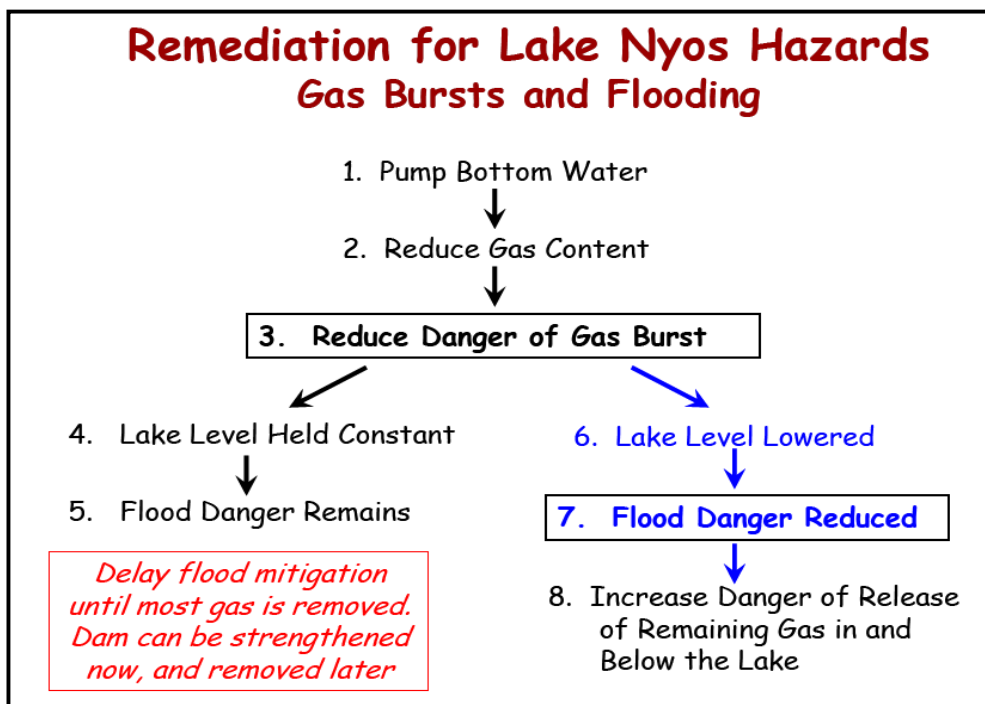 Remediation for Lake Nyos Hazards
Gas Bursts and Flooding
1. Pump Bottom Water
2. Reduce Gas Content
3. Reduce Danger of Gas Burst
4. Lake Level Held Constant
5. Flood Danger Remains
Delay flood mitigation
until most gas is removed.
Dam can be strengthened
now, and removed later
6. Lake Level Lowered
7. Flood Danger Reduced
8. Increase Danger of Release
of Remaining Gas in and
Below the Lake